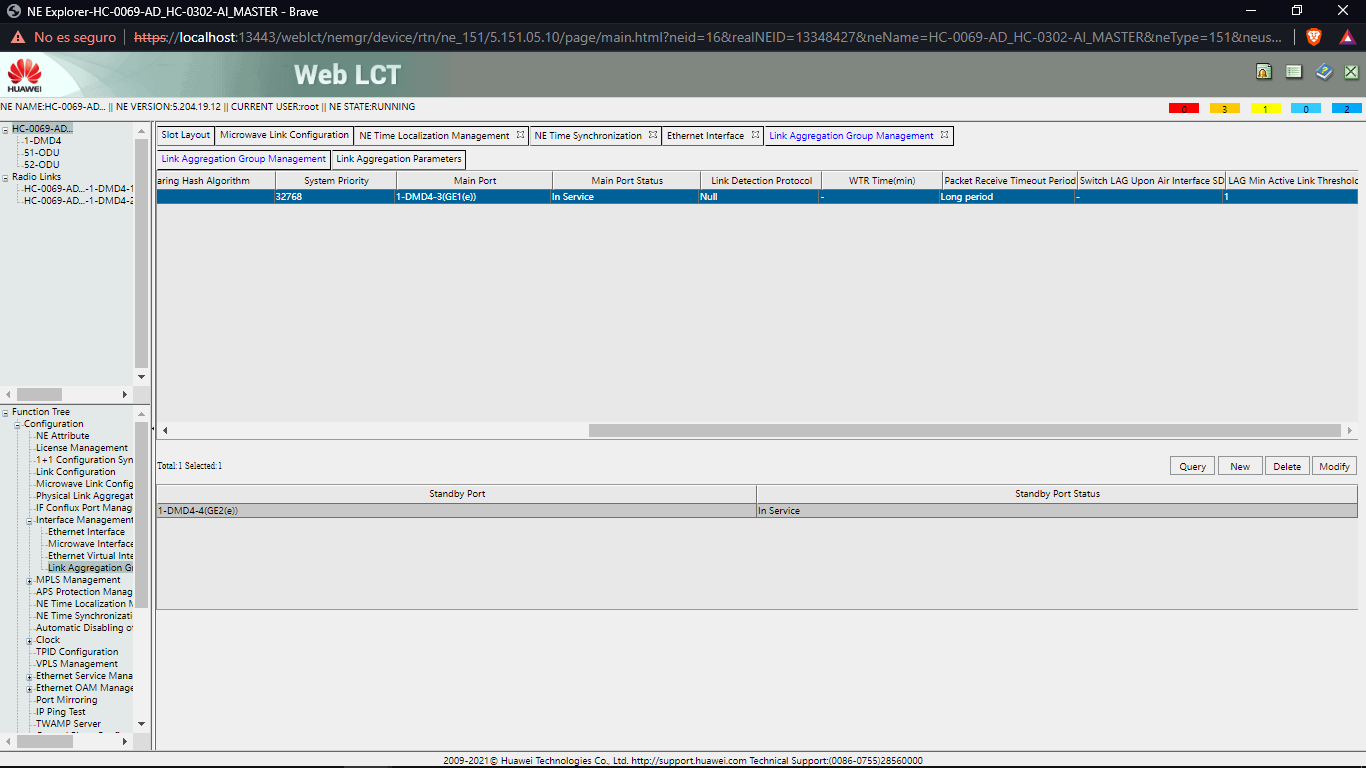 NE Explorer-HC-0069-AD_HC-0302-AI_MASTER - Brave
No es seguro https://localhost:13443/weblct/nemgr/device/rtn/ne_151/5.151.05.10/page/main.html?neid=16&realNEID=13348427&neName=HC-0069-AD_HC-0302-AI_MASTER&neType=151&neus...
HUAWEI
Web LCT
NE NAME:HC-0069-AD... || NE VERSION:5.204.19.12 || CURRENT USER:root || NE STATE:RUNNING
0 3 1 0 2
HC-0069-AD...
1-DMD4
51-ODU
52-ODU
Radio Links
HC-0069-AD...-1-DMD4-1
HC-0069-AD...-1-DMD4-2
Function Tree
Configuration
NE Attribute
License Management
1+1 Configuration Syn
Link Configuration
Microwave Link Config
Physical Link Aggregat
IF Conflux Port Manag
Interface Management
Ethernet Interface
Microwave Interface
Ethernet Virtual Inte
Link Aggregation Gr
MPLS Management
APS Protection Manag
NE Time Localization M
NE Time Synchronizati
Automatic Disabling of
Clock
TPID Configuration
VPLS Management
Ethernet Service Mana
Ethernet OAM Manage
Port Mirroring
IP Ping Test
TWAMP Server
Slot Layout Microwave Link Configuration NE Time Localization Management NE Time Synchronization Ethernet Interface Link Aggregation Group Management
Link Aggregation Group Management Link Aggregation Parameters
aring Hash Algorithm System Priority Main Port Main Port Status Link Detection Protocol WTR Time(min) Packet Receive Timeout Period Switch LAG Upon Air Interface SD LAG Min Active Link Threshold
32768 1-DMD4-3(GE1(e)) In Service Null - Long period - 1
Total:1 Selected:1
Query New Delete Modify
Standby Port Standby Port Status
1-DMD4-4(GE2(e)) In Service
2009-2021© Huawei Technologies Co., Ltd. http://support.huawei.com Technical Support:(0086-0755)28560000